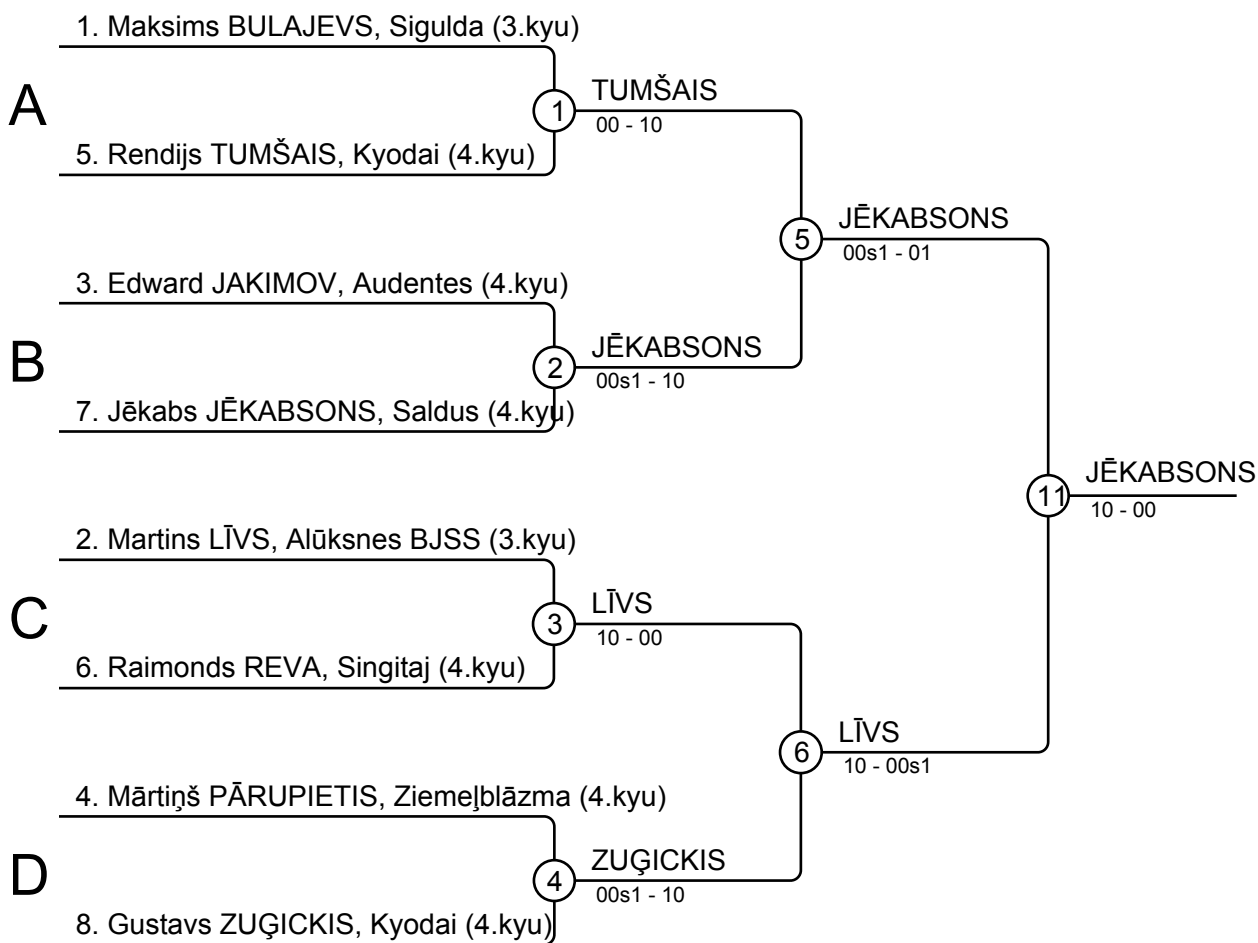 1. Maksims BULAJEVS, Sigulda (3.kyu)
A
1
TUMŠAIS
00 - 10
5. Rendijs TUMŠAIS, Kyodai (4.kyu)
5
JĒKABSONS
00s1 - 01
3. Edward JAKIMOV, Audentes (4.kyu)
B
2
JĒKABSONS
00s1 - 10
7. Jēkabs JĒKABSONS, Saldus (4.kyu)
11
JĒKABSONS
10 - 00
2. Martins LĪVS, Alūksnes BJSS (3.kyu)
C
3
LĪVS
10 - 00
6. Raimonds REVA, Singitaj (4.kyu)
6
LĪVS
10 - 00s1
4. Mārtiņš PĀRUPIETIS, Ziemeļblāzma (4.kyu)
D
4
ZUĢICKIS
00s1 - 10
8. Gustavs ZUĢICKIS, Kyodai (4.kyu)